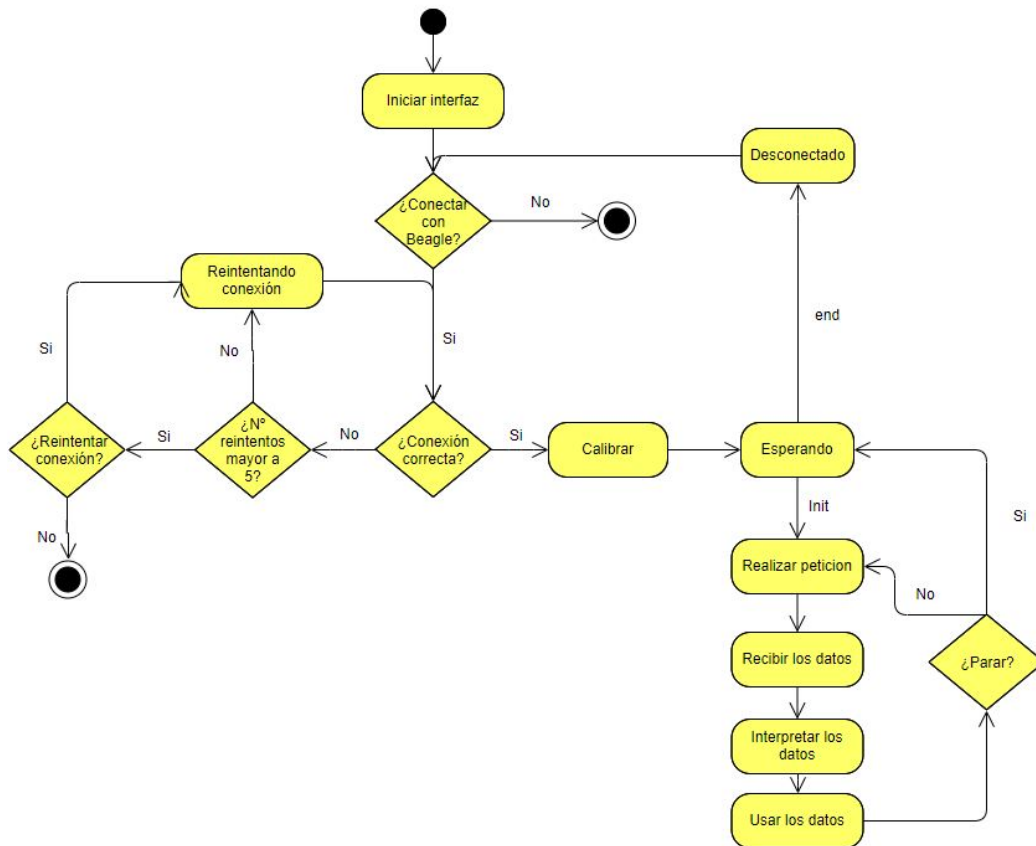 Iniciar interfaz
Desconectado
¿Conectar
con
Beagle?
No
Reintentando
conexión
Si
No
Si
end
¿Reintentar
conexión?
Si
¿Nº
reintentos
mayor a
5?
No
¿Conexión
correcta?
Si
Calibrar
Esperando
No
Init
Si
Realizar peticion
No
Recibir los datos
¿Parar?
Interpretar los
datos
Usar los datos